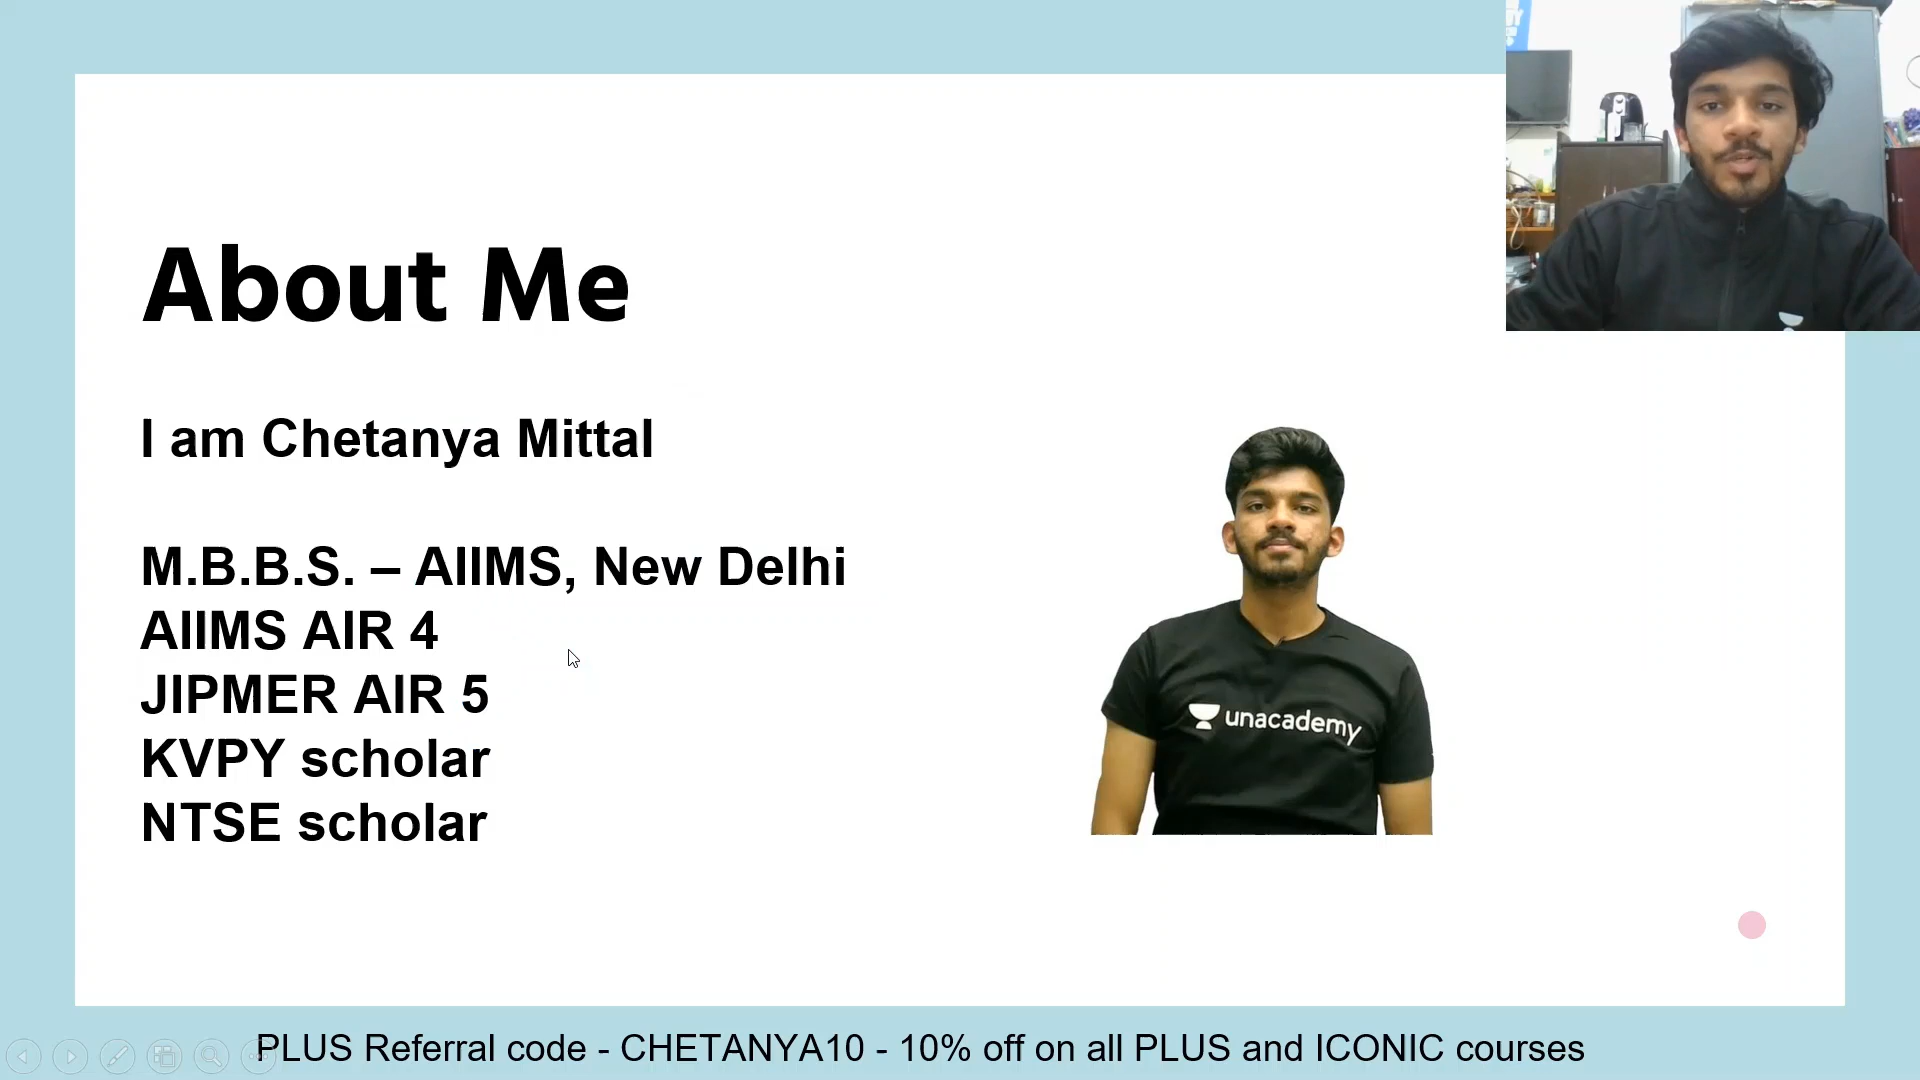 About Me
I am Chetanya Mittal
M.B.B.S. – AIIMS, New Delhi
AIIMS AIR 4
JIPMER AIR 5
KVPY scholar
NTSE scholar
unacademy
PLUS Referral code - CHETANYA10 - 10% off on all PLUS and ICONIC courses